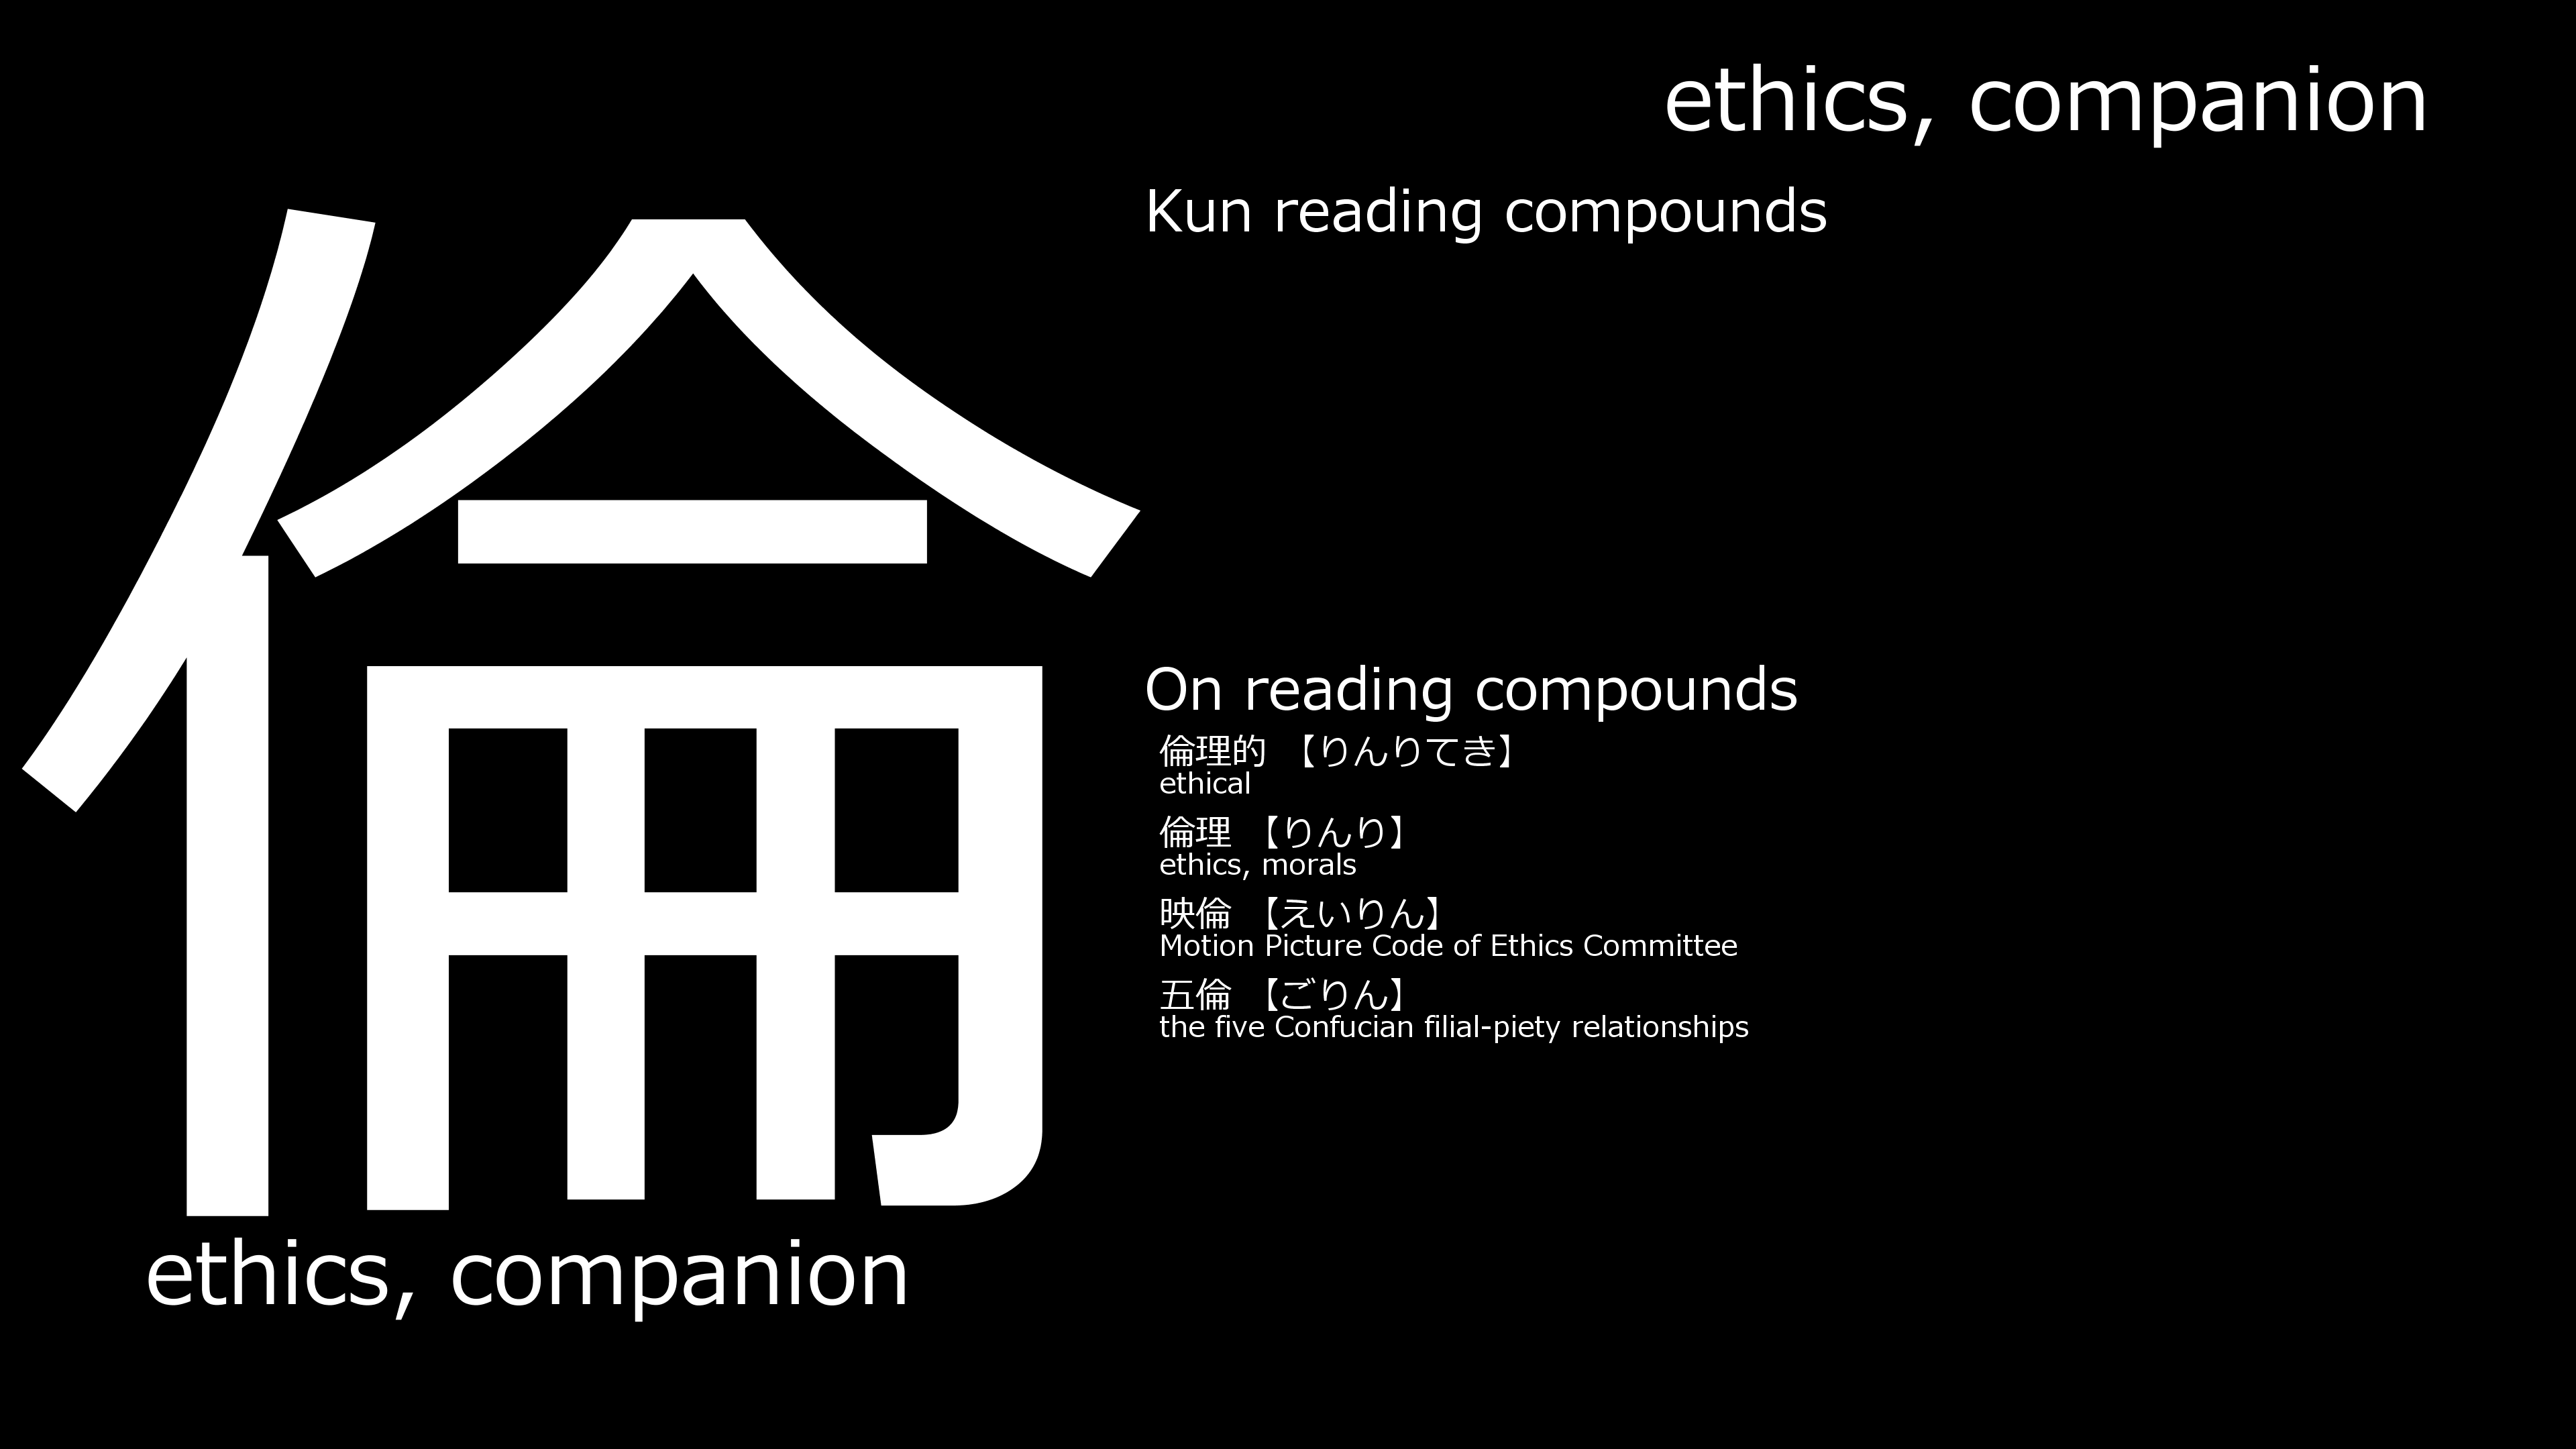 倫
ethics, companion
ethics, companion
Kun reading compounds
On reading compounds
倫理的 【りんりてき】
ethical
倫理 【りんり】
ethics, morals
映倫 【えいりん】
Motion Picture Code of Ethics Committee
五倫 【ごりん】
the five Confucian filial-piety relationships